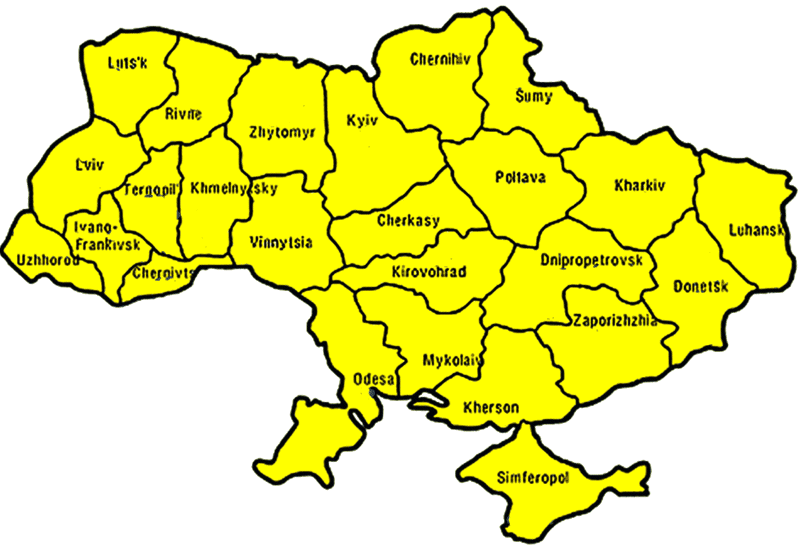 Luts'k
Chernihiv
Sumy
Rivne
Kyiv
Zhytomyr
Lviv
Ternopil'
Khmelnytsky
Poltava
Kharkiv
Ivano-
Frankivsk
Cherkasy
Luhansk
Vinnytsia
Uzhhorod
Chernivts
Kirovohrad
Dnipropetrovsk
Donetsk
Zaporizhzhia
Mykolaiv
Odesa
Kherson
Simferopol